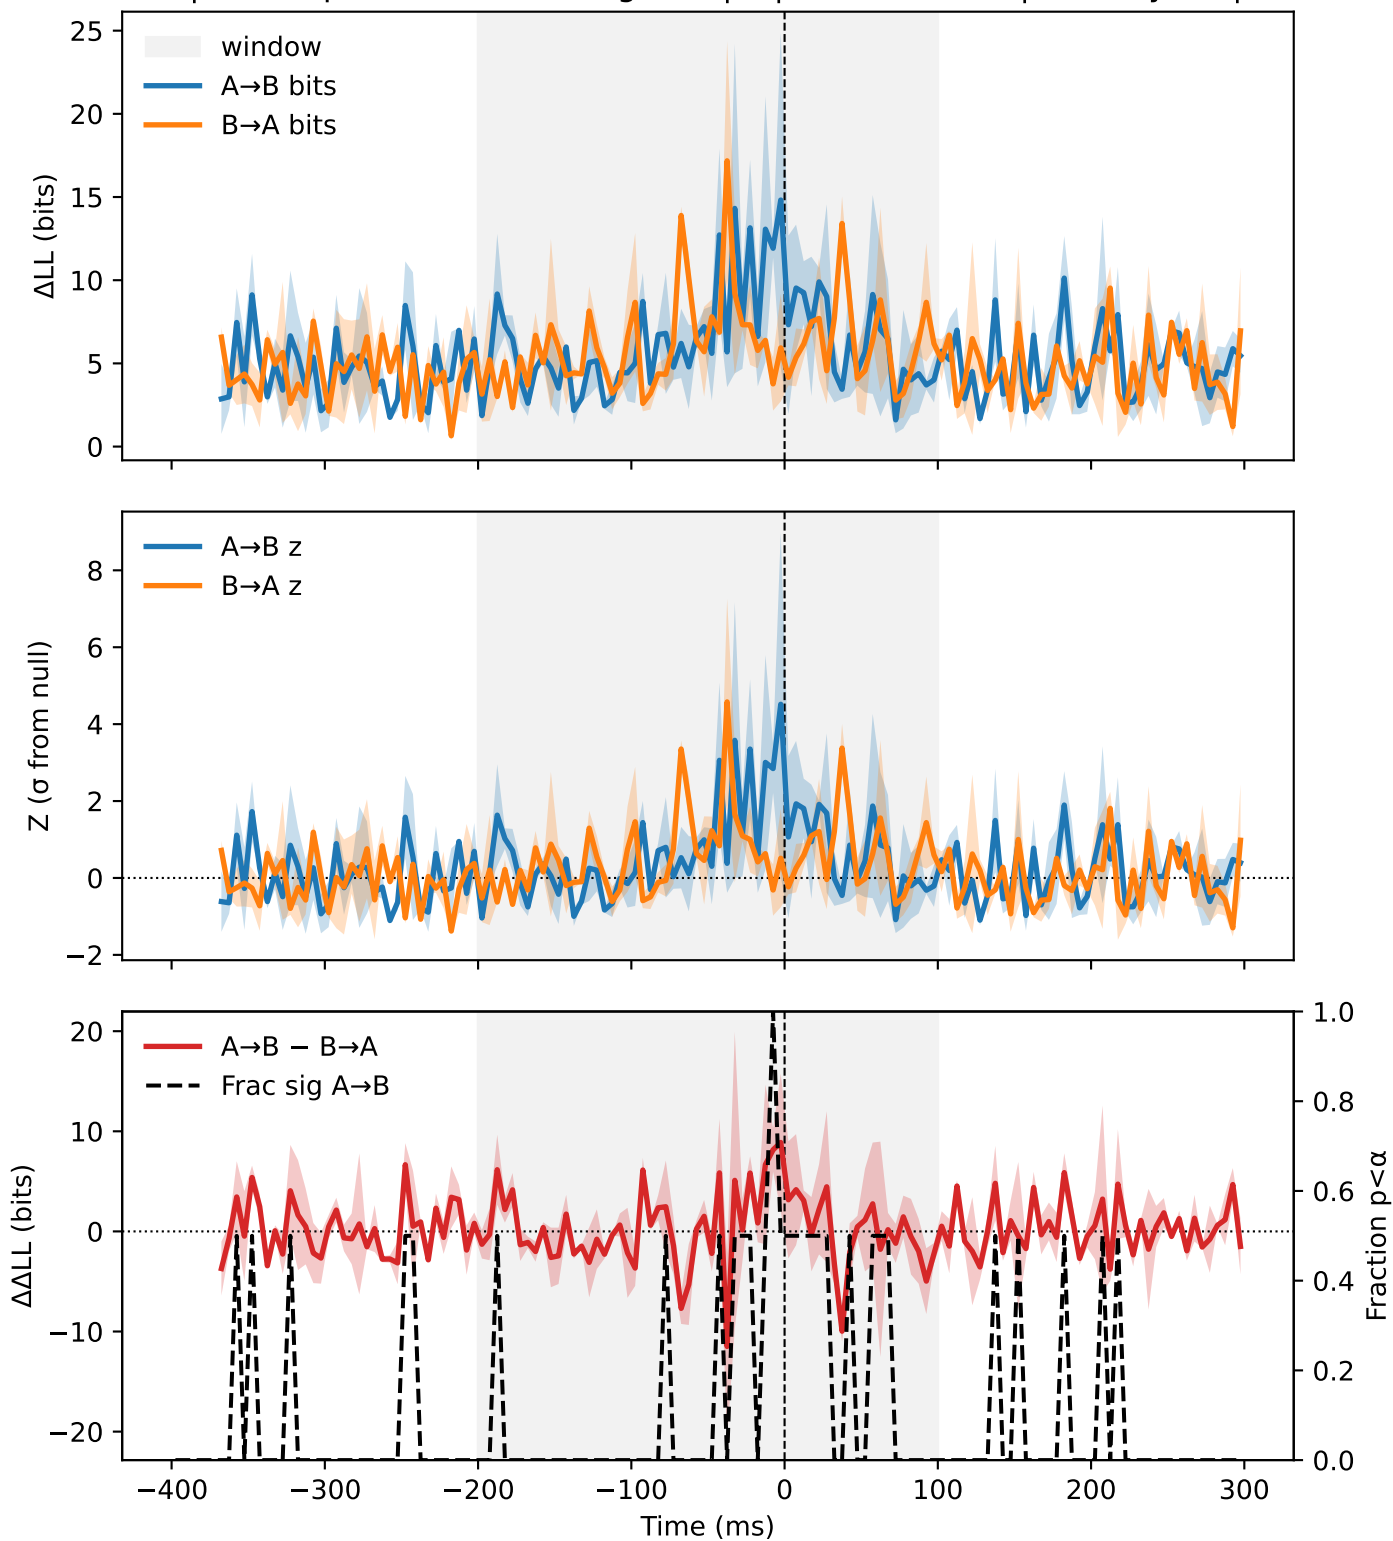 25
20
15
10
5
0
ΔLL (bits)
window
A→B bits
B→A bits
8
6
4
2
0
−2
Z (σ from null)
A→B z
B→A z
20
10
0
−10
−20
ΔΔLL (bits)
A→B − B→A
Frac sig A→B
1.0
0.8
0.6
0.4
0.2
0.0
Fraction p<α
−400 −300 −200 −100 0 100 200 300
Time (ms)